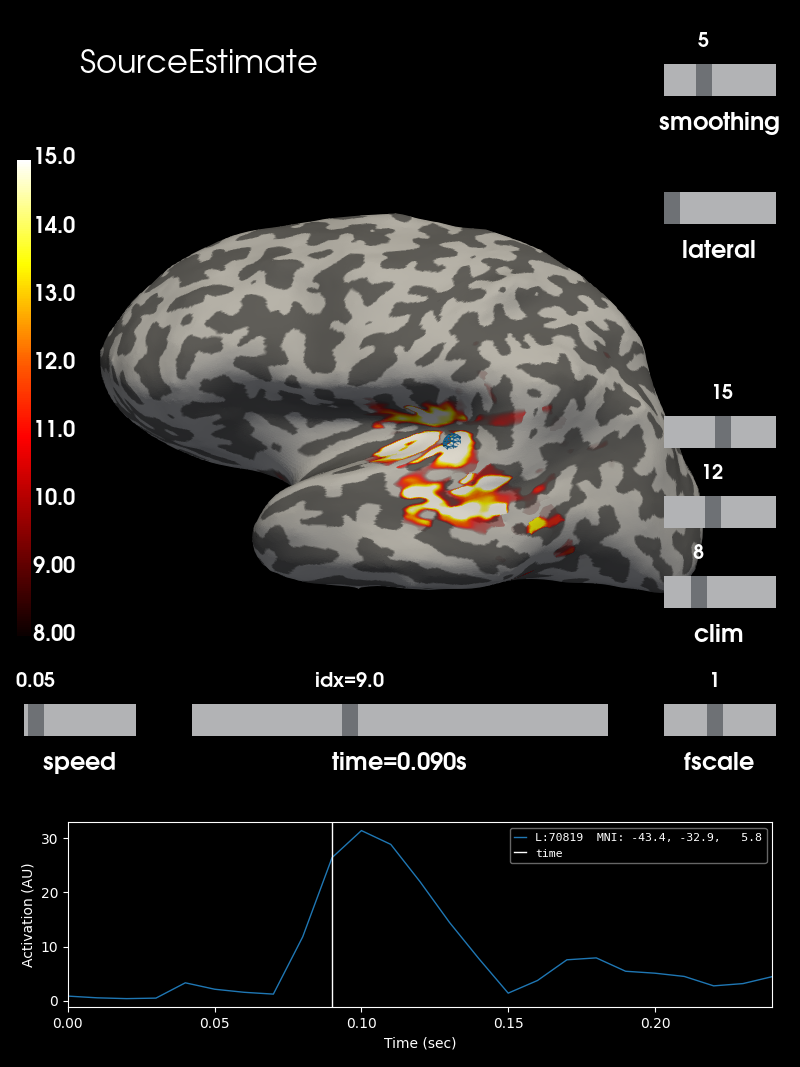 SourceEstimate
5
smoothing
lateral
15.0
14.0
13.0
12.0
11.0
10.0
9.00
8.00
15
12
8
clim
0.05
speed
idx=9.0
time=0.090s
1
fscale
L:70819 MNI: -43.4, -32.9, 5.8
time
Activation (AU)
30
20
10
0
0.00 0.05 0.10 0.15 0.20
Time (sec)